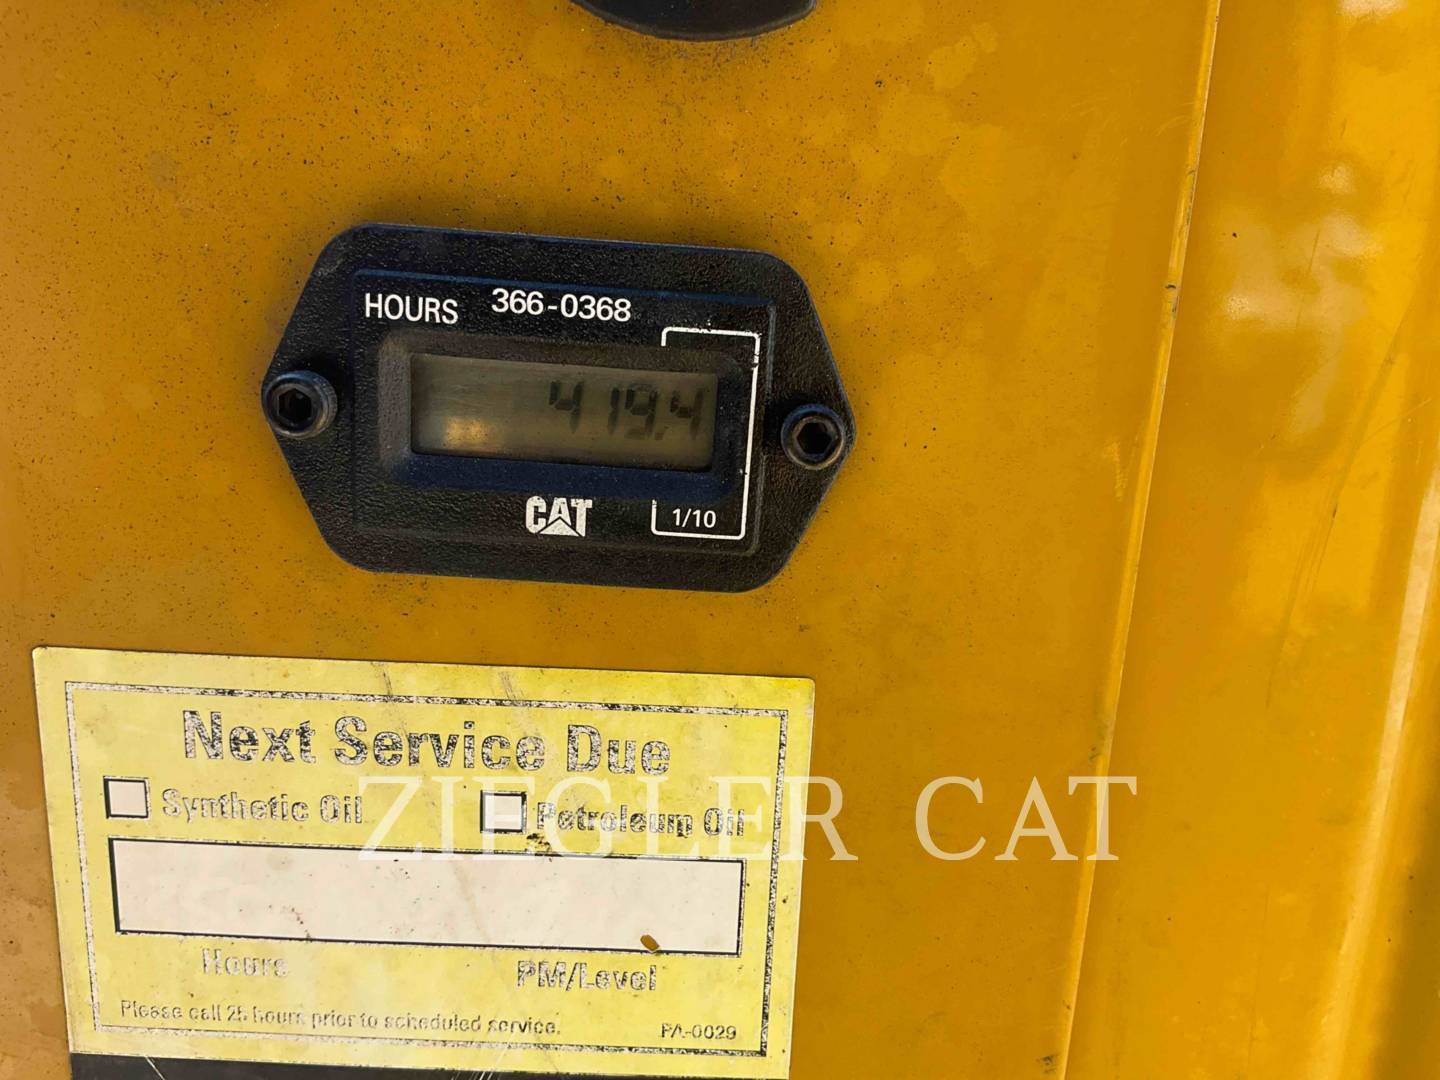 HOURS 366-0368
419.4
CAT
1/10
Next Service Due
Synthetic Oil Petroleum Oil
ZIEGLER CAT
Hours PM/Level
Please call 25 hours prior to scheduled service. PA-0029